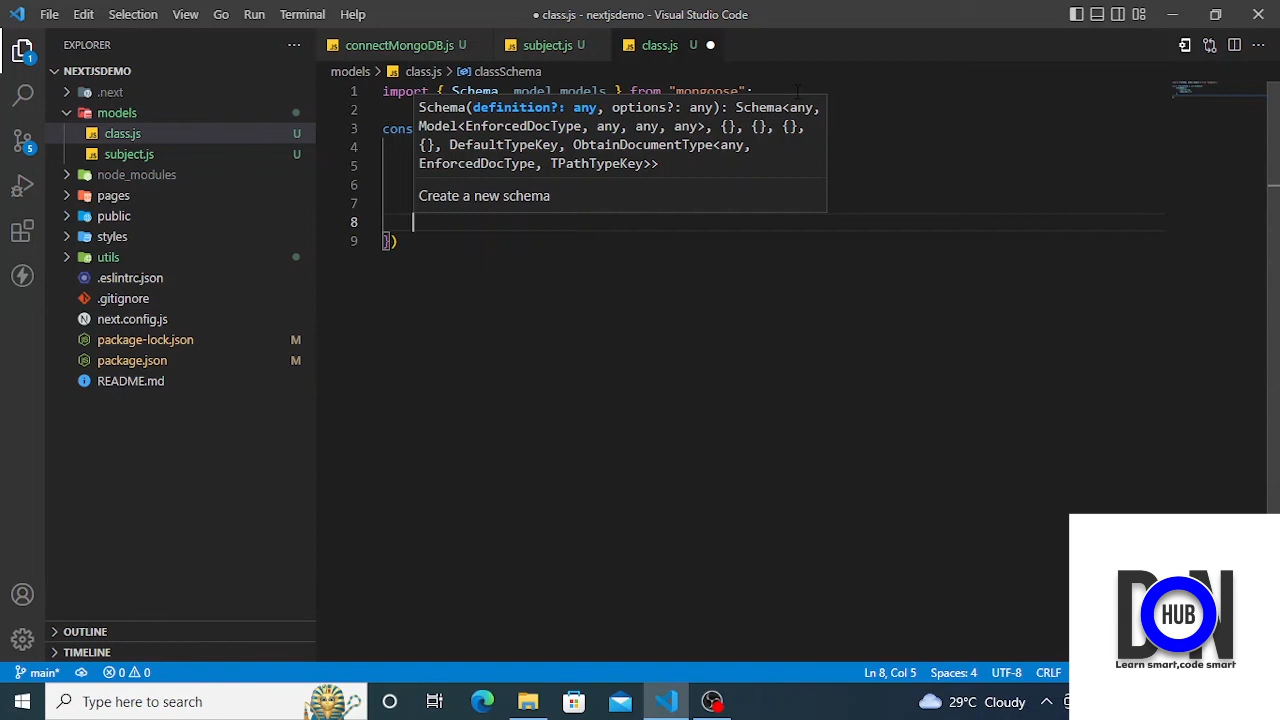 File Edit Selection View Go Run Terminal Help
● class.js - nextjsdemo - Visual Studio Code
EXPLORER
NEXTJSDEMO
.next
models
class.js U
subject.js U
node_modules
pages
public
styles
utils
.eslintrc.json
.gitignore
next.config.js
package-lock.json M
package.json M
README.md
OUTLINE
TIMELINE
1
5
connectMongoDB.js U
subject.js U
class.js U
models > class.js > classSchema
1 import { Schema, model, models } from "mongoose";
2
3 cons
4
5
6
7
8
9 })
Schema(definition?: any, options?: any): Schema<any,
Model<EnforcedDocType, any, any, any>, {}, {}, {},
{}, DefaultTypeKey, ObtainDocumentType<any,
EnforcedDocType, TPathTypeKey>>
Create a new schema
D HUB N
Learn smart,code smart
main* 0 0
Ln 8, Col 5 Spaces: 4 UTF-8 CRLF
Type here to search
29°C Cloudy